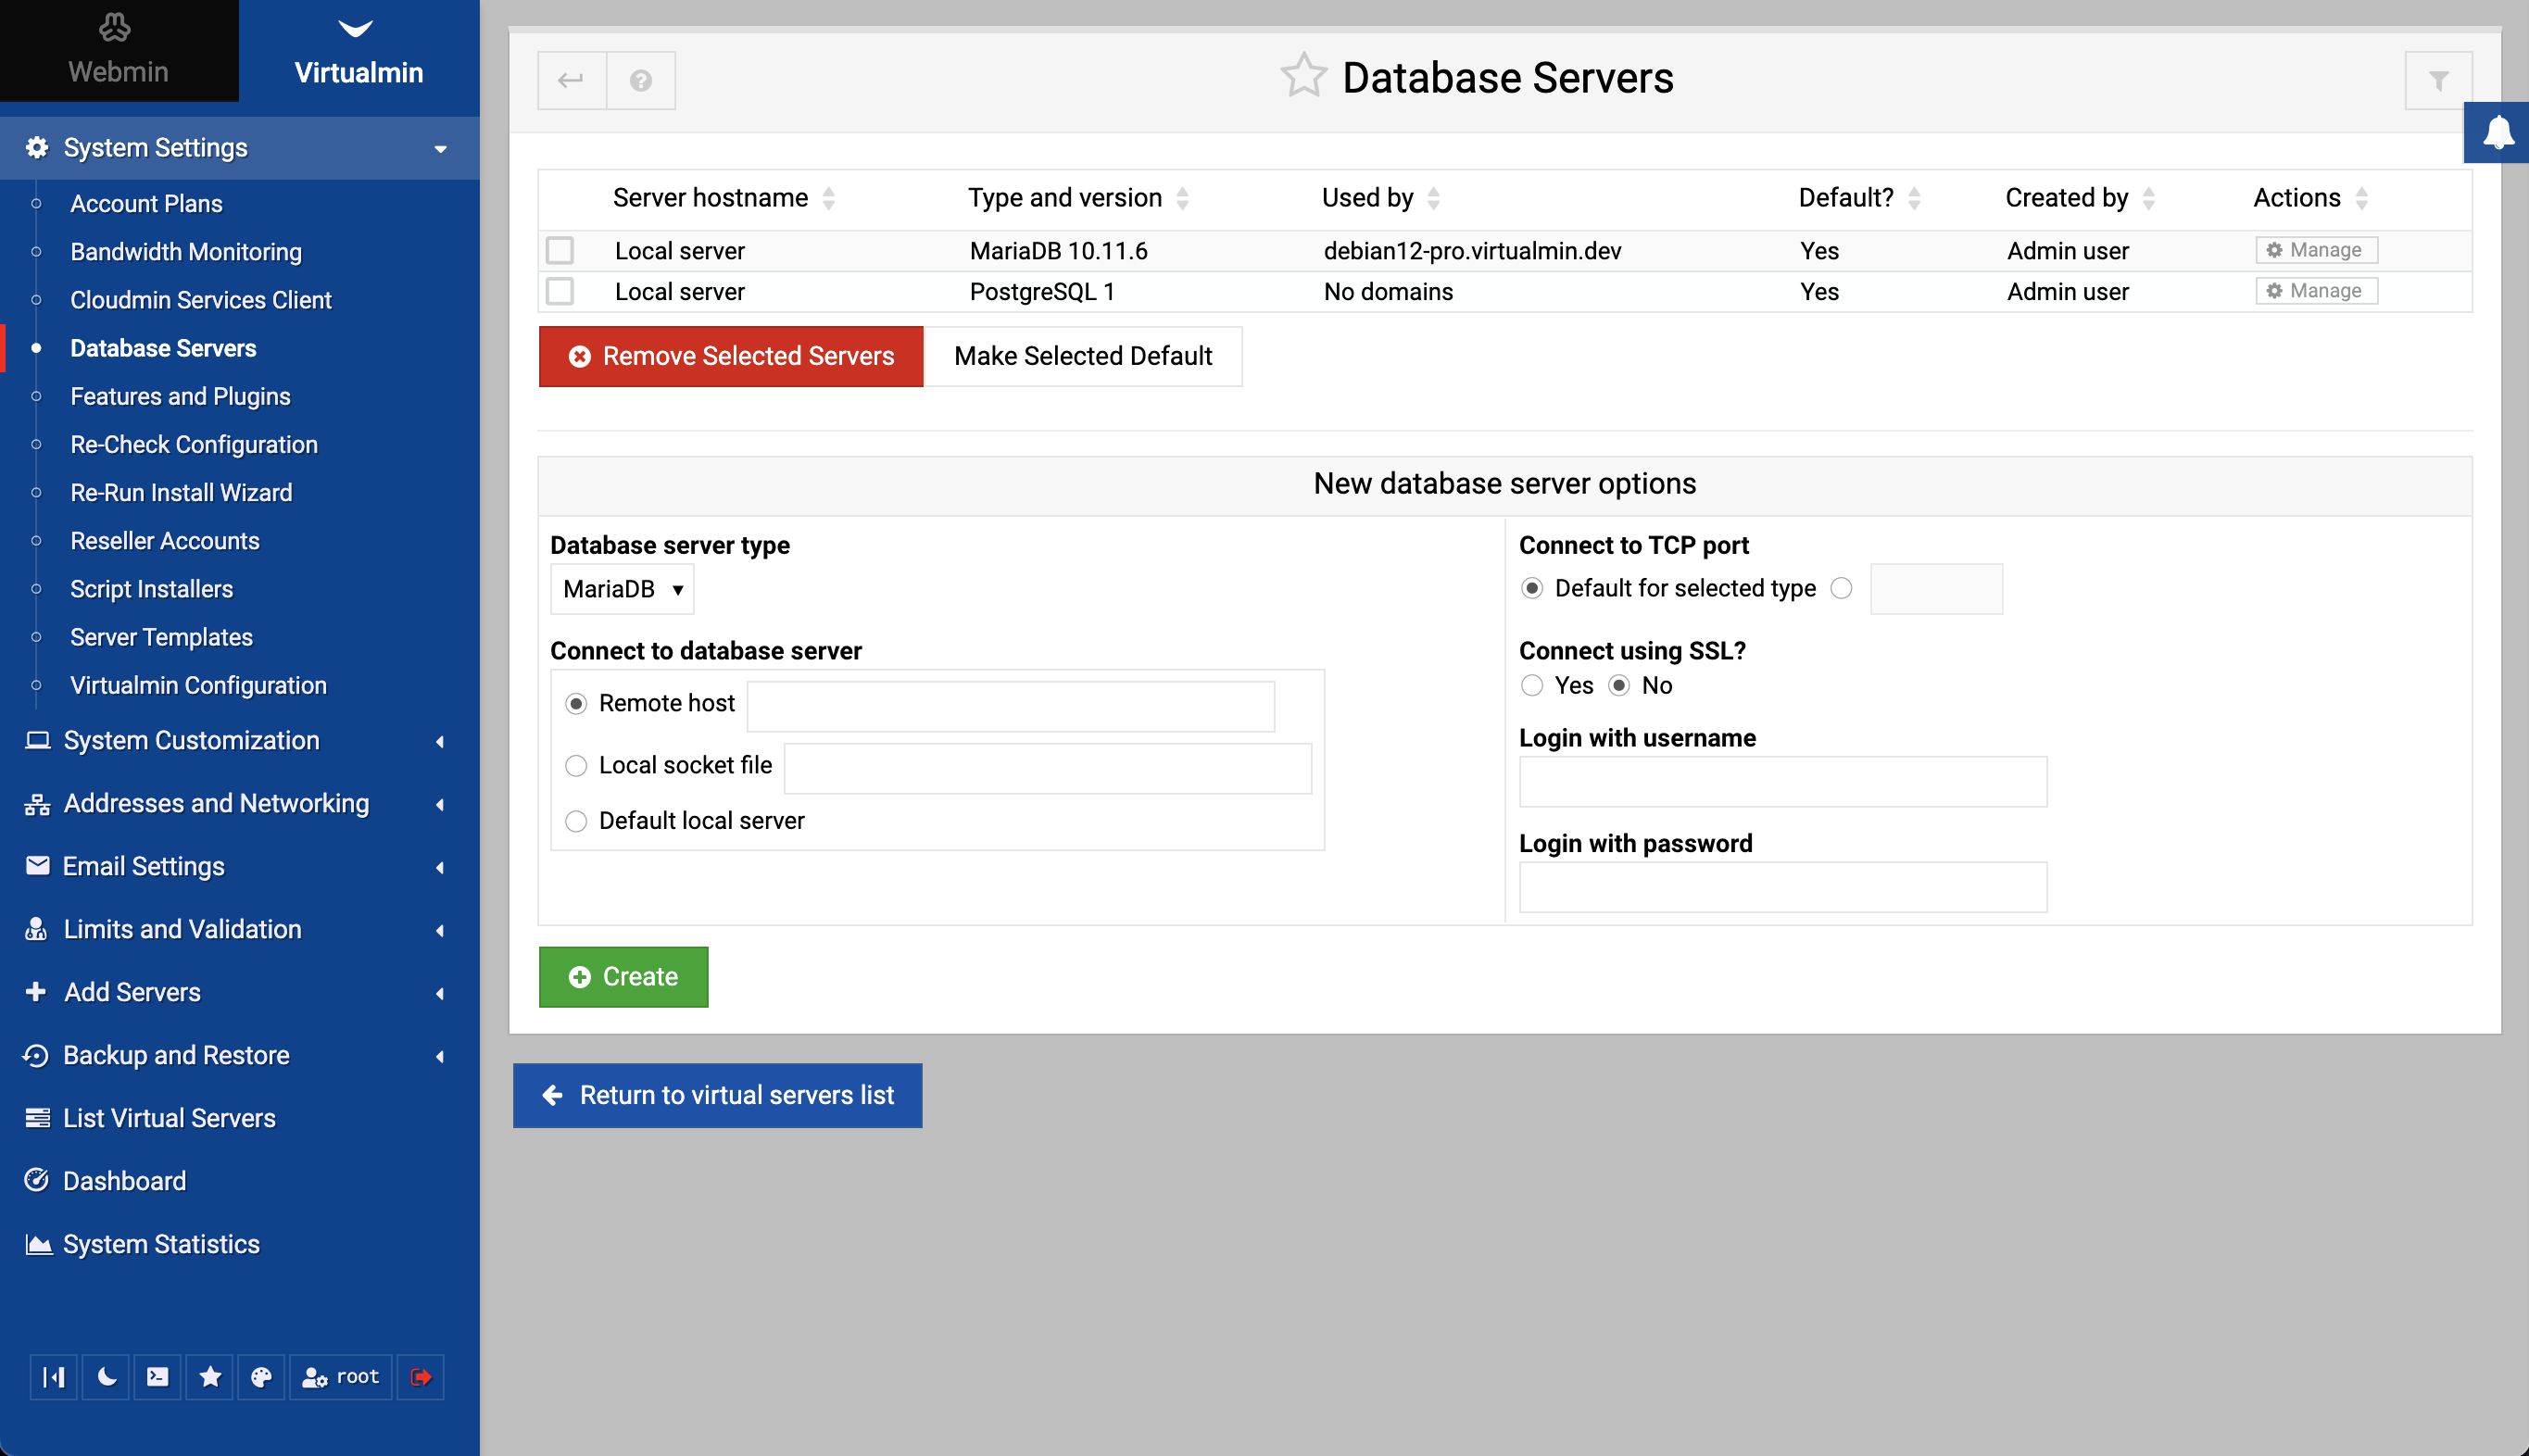 Webmin
Virtualmin
System Settings
Account Plans
Bandwidth Monitoring
Cloudmin Services Client
Database Servers
Features and Plugins
Re-Check Configuration
Re-Run Install Wizard
Reseller Accounts
Script Installers
Server Templates
Virtualmin Configuration
System Customization
Addresses and Networking
Email Settings
Limits and Validation
Add Servers
Backup and Restore
List Virtual Servers
Dashboard
System Statistics
root
Database Servers
Server hostname Type and version Used by Default? Created by Actions
Local server MariaDB 10.11.6 debian12-pro.virtualmin.dev Yes Admin user Manage
Local server PostgreSQL 1 No domains Yes Admin user Manage
Remove Selected Servers Make Selected Default
New database server options
Database server type
MariaDB
Connect to database server
Remote host
Local socket file
Default local server
Connect to TCP port
Default for selected type
Connect using SSL?
Yes No
Login with username
Login with password
Create
Return to virtual servers list